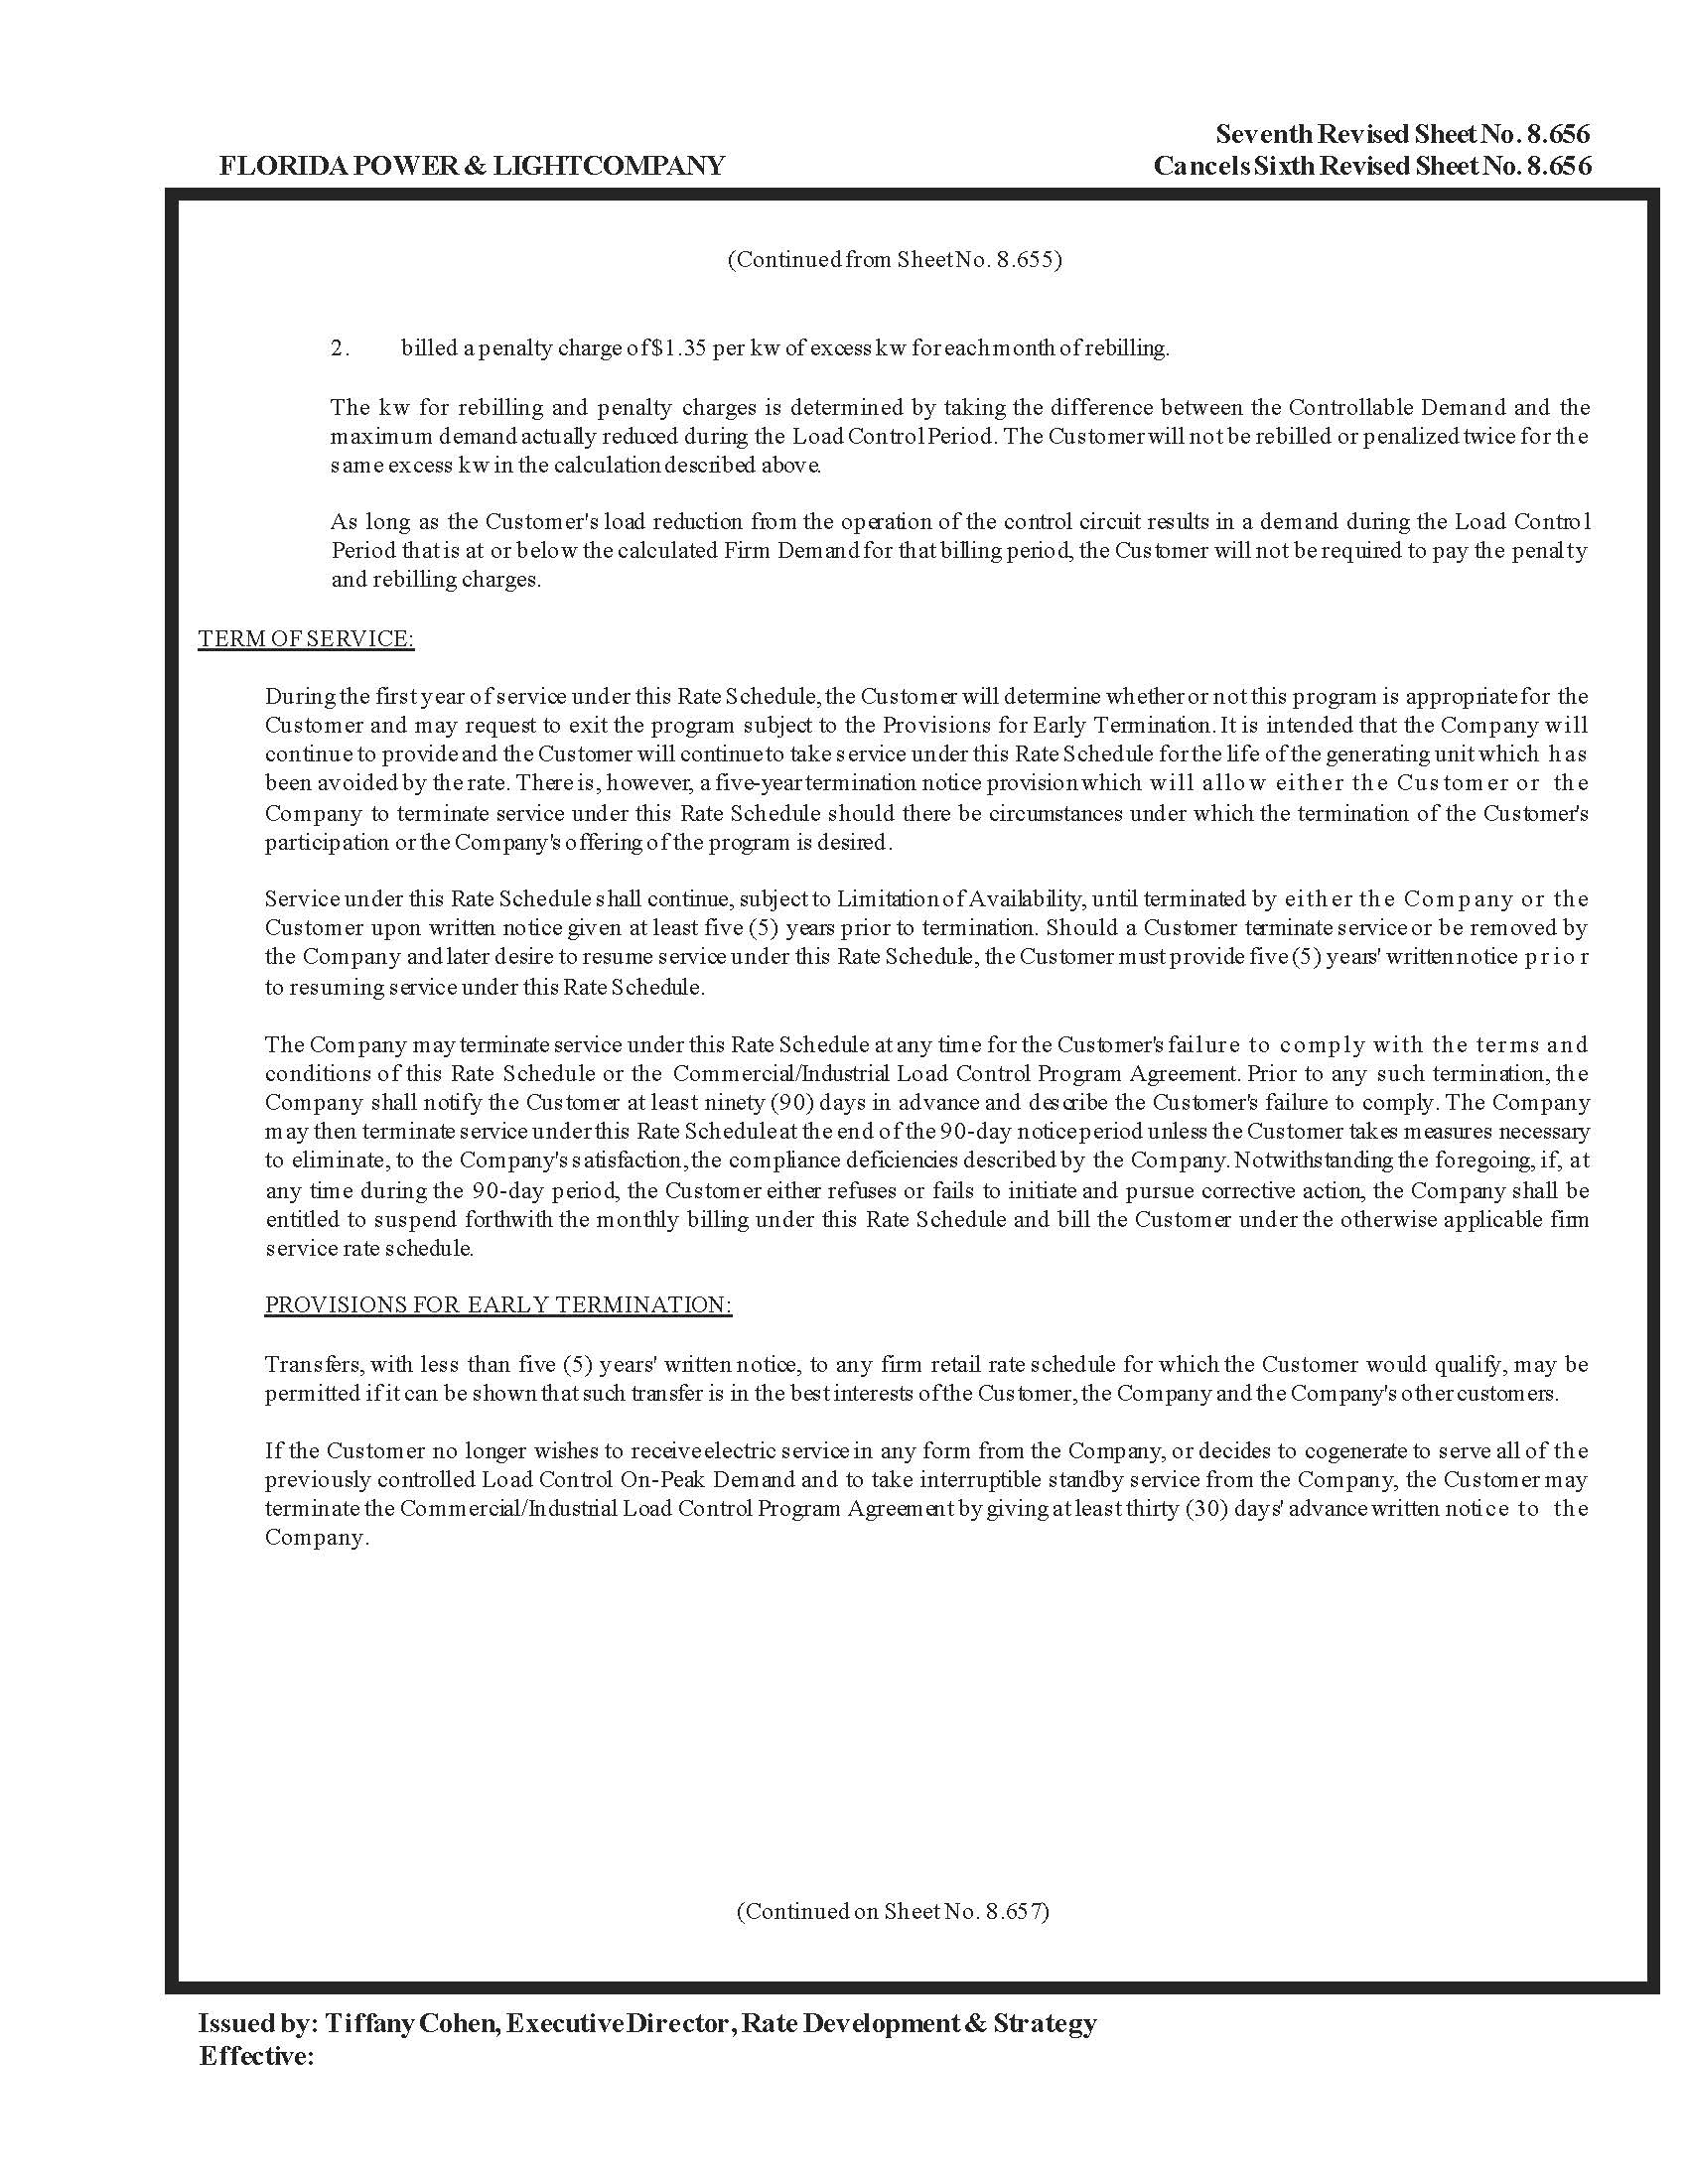 Seventh Revised Sheet No. 8.656
FLORIDA POWER & LIGHT COMPANY Cancels Sixth Revised Sheet No. 8.656
(Continued from Sheet No. 8.655)
2. billed a penalty charge of $1.35 per kw of excess kw for each month of rebilling.
The kw for rebilling and penalty charges is determined by taking the difference between the Controllable Demand and the
maximum demand actually reduced during the Load Control Period. The Customer will not be rebilled or penalized twice for the
same excess kw in the calculation described above.
As long as the Customer's load reduction from the operation of the control circuit results in a demand during the Load Control
Period that is at or below the calculated Firm Demand for that billing period, the Customer will not be required to pay the penalty
and rebilling charges.
TERM OF SERVICE:
During the first year of service under this Rate Schedule, the Customer will determine whether or not this program is appropriate for the
Customer and may request to exit the program subject to the Provisions for Early Termination. It is intended that the Company will
continue to provide and the Customer will continue to take service under this Rate Schedule for the life of the generating unit which has
been avoided by the rate. There is, however, a five-year termination notice provision which will allow either the Customer or the
Company to terminate service under this Rate Schedule should there be circumstances under which the termination of the Customer's
participation or the Company's offering of the program is desired.
Service under this Rate Schedule shall continue, subject to Limitation of Availability, until terminated by either the Company or the
Customer upon written notice given at least five (5) years prior to termination. Should a Customer terminate service or be removed by
the Company and later desire to resume service under this Rate Schedule, the Customer must provide five (5) years' written notice prior
to resuming service under this Rate Schedule.
The Company may terminate service under this Rate Schedule at any time for the Customer's failure to comply with the terms and
conditions of this Rate Schedule or the Commercial/Industrial Load Control Program Agreement. Prior to any such termination, the
Company shall notify the Customer at least ninety (90) days in advance and describe the Customer's failure to comply. The Company
may then terminate service under this Rate Schedule at the end of the 90-day notice period unless the Customer takes measures necessary
to eliminate, to the Company's satisfaction, the compliance deficiencies described by the Company. Notwithstanding the foregoing, if, at
any time during the 90-day period, the Customer either refuses or fails to initiate and pursue corrective action, the Company shall be
entitled to suspend forthwith the monthly billing under this Rate Schedule and bill the Customer under the otherwise applicable firm
service rate schedule.
PROVISIONS FOR EARLY TERMINATION:
Transfers, with less than five (5) years' written notice, to any firm retail rate schedule for which the Customer would qualify, may be
permitted if it can be shown that such transfer is in the best interests of the Customer, the Company and the Company's other customers.
If the Customer no longer wishes to receive electric service in any form from the Company, or decides to cogenerate to serve all of the
previously controlled Load Control On-Peak Demand and to take interruptible standby service from the Company, the Customer may
terminate the Commercial/Industrial Load Control Program Agreement by giving at least thirty (30) days' advance written notice to the
Company.
(Continued on Sheet No. 8.657)
Issued by: Tiffany Cohen, Executive Director, Rate Development & Strategy
Effective: